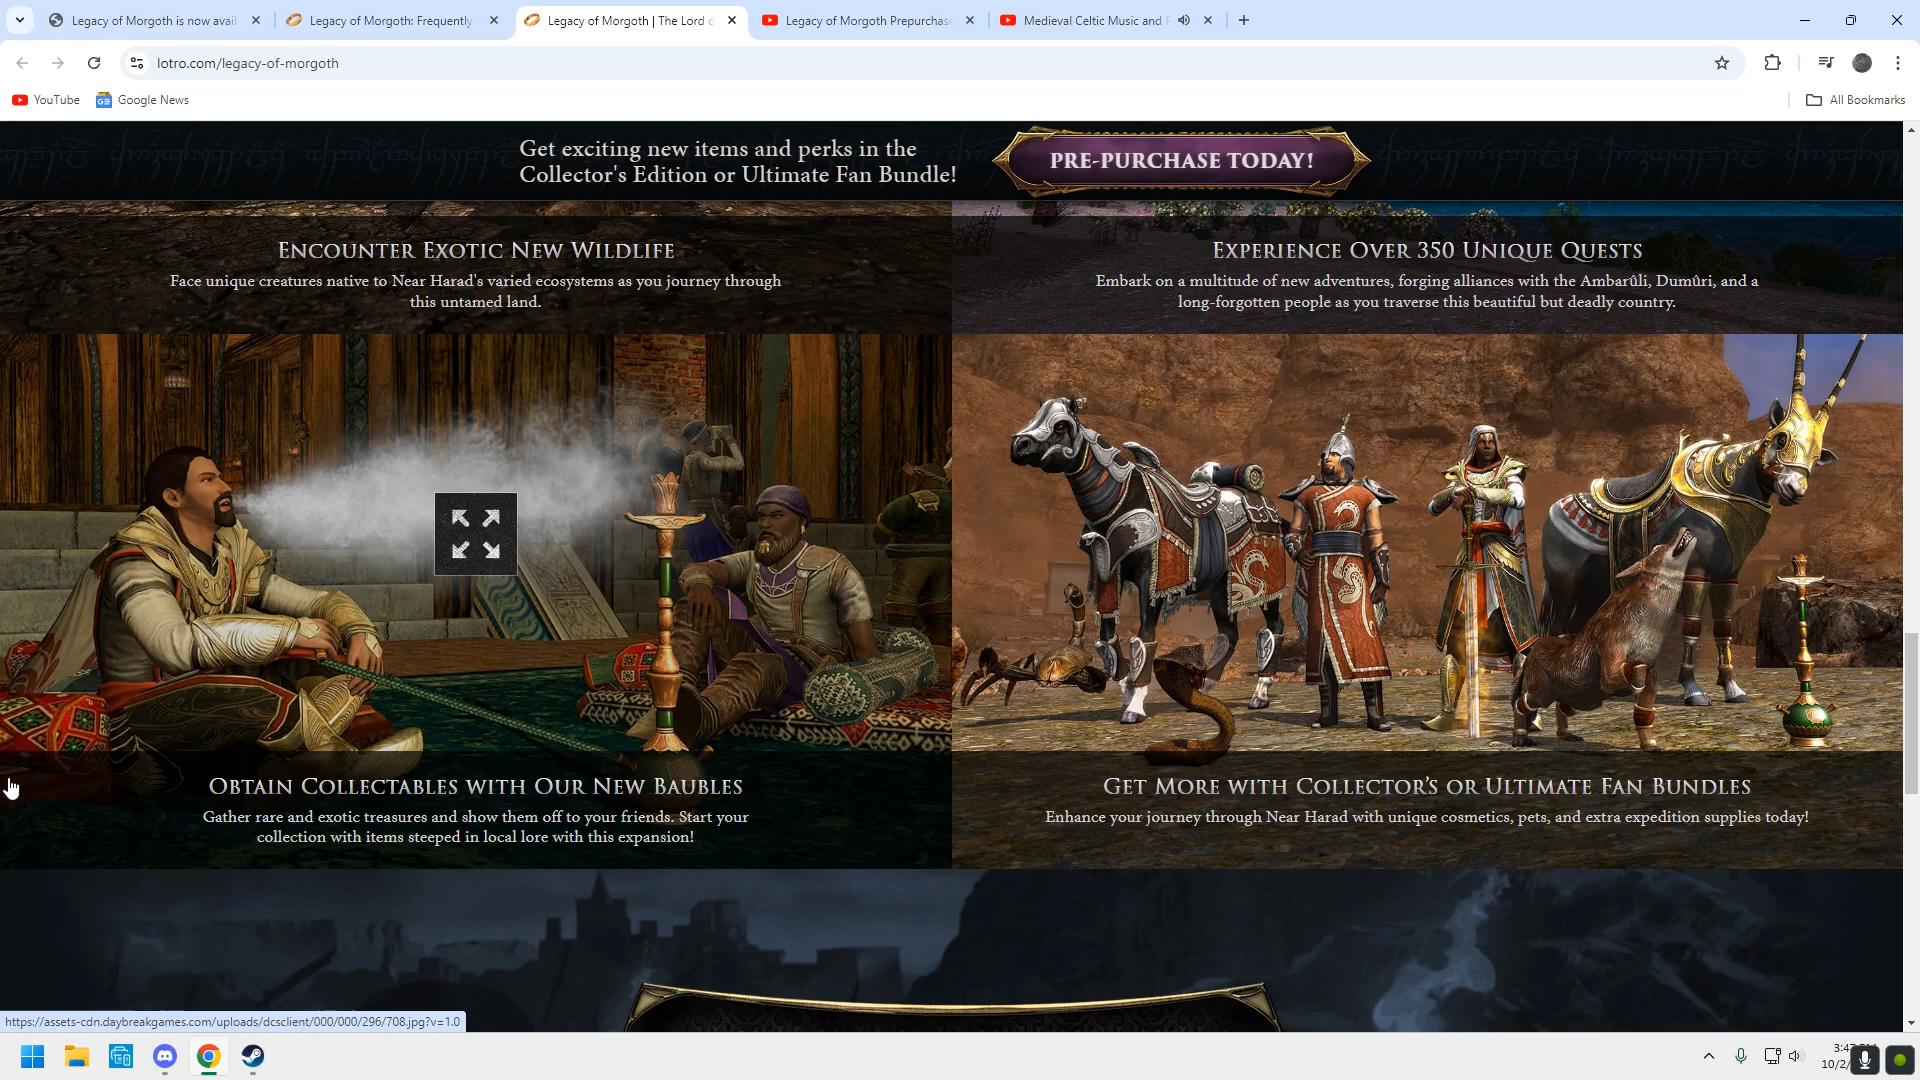 Legacy of Morgoth is now avai
Legacy of Morgoth: Frequently
Legacy of Morgoth | The Lord o
Legacy of Morgoth Prepurchase
Medieval Celtic Music and F
lotro.com/legacy-of-morgoth
YouTube
Google News
All Bookmarks
Get exciting new items and perks in the
Collector's Edition or Ultimate Fan Bundle!
PRE-PURCHASE TODAY!
ENCOUNTER EXOTIC NEW WILDLIFE
Face unique creatures native to Near Harad's varied ecosystems as you journey through
this untamed land.
EXPERIENCE OVER 350 UNIQUE QUESTS
Embark on a multitude of new adventures, forging alliances with the Ambarûli, Dumûri, and a
long-forgotten people as you traverse this beautiful but deadly country.
OBTAIN COLLECTABLES WITH OUR NEW BAUBLES
Gather rare and exotic treasures and show them off to your friends. Start your
collection with items steeped in local lore with this expansion!
GET MORE WITH COLLECTOR'S OR ULTIMATE FAN BUNDLES
Enhance your journey through Near Harad with unique cosmetics, pets, and extra expedition supplies today!
https://assets-cdn.daybreakgames.com/uploads/dcsclient/000/000/296/708.jpg?v=1.0
3:47
10/2/